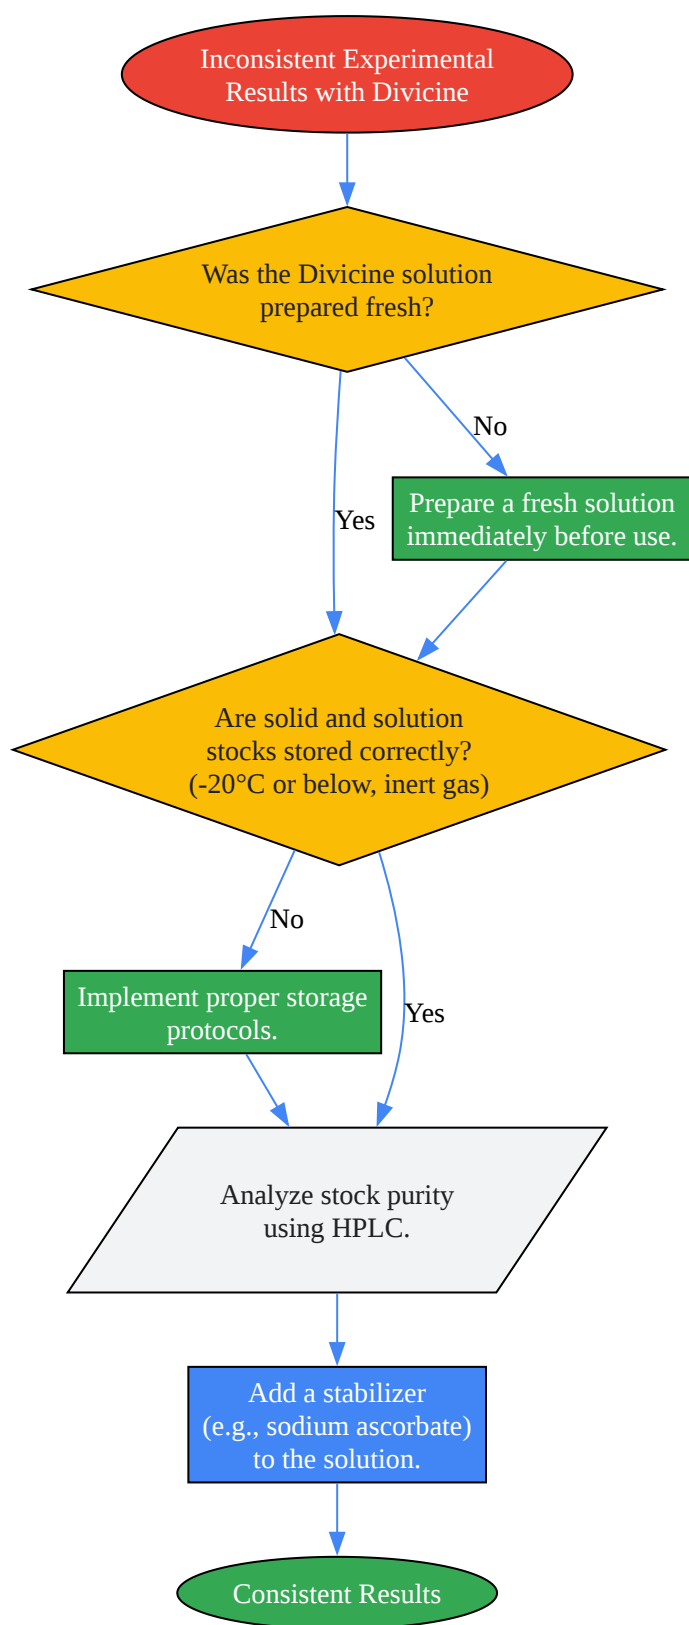 Inconsistent Experimental
Results with Divicine
Was the Divicine solution
prepared fresh?
No
Yes
Prepare a fresh solution
immediately before use.
Are solid and solution
stocks stored correctly?
(-20°C or below, inert gas)
No
Yes
Implement proper storage
protocols.
Analyze stock purity
using HPLC.
Add a stabilizer
(e.g., sodium ascorbate)
to the solution.
Consistent Results